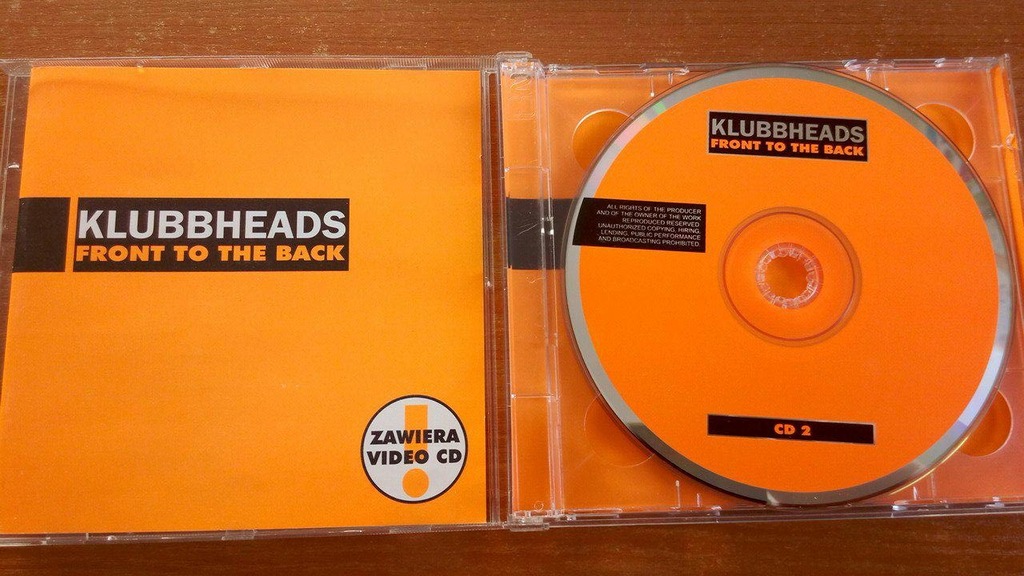 KLUBBHEADS
FRONT TO THE BACK
ZAWIERA
VIDEO CD
KLUBBHEADS
FRONT TO THE BACK
ALL RIGHTS OF THE PRODUCER
AND OF THE OWNER OF THE WORK
REPRODUCED RESERVED.
UNAUTHORIZED COPYING, HIRING,
LENDING, PUBLIC PERFORMANCE
AND BROADCASTING PROHIBITED.
CD 2